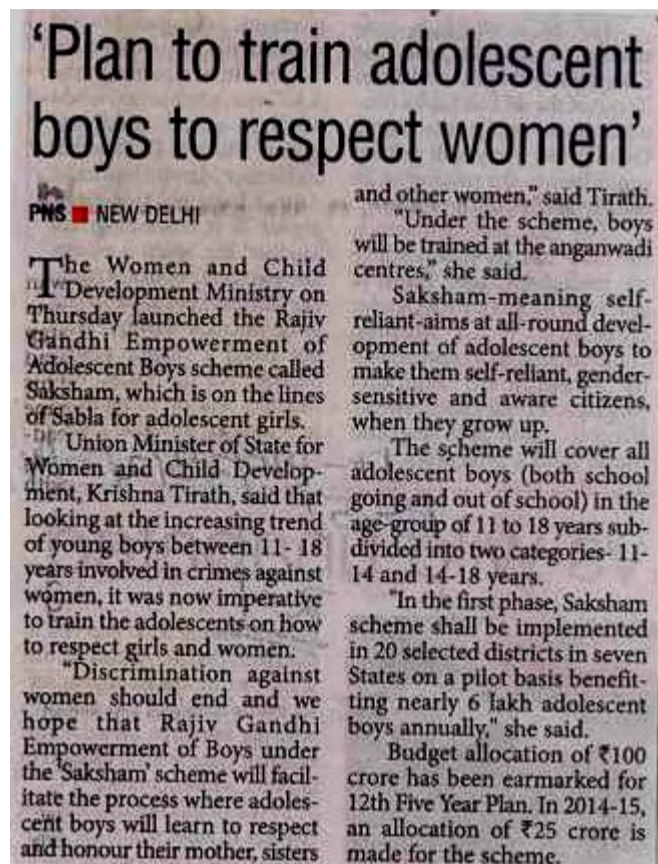 'Plan to train adolescent
boys to respect women'
PNS ■ NEW DELHI
The Women and Child
Development Ministry on
Thursday launched the Rajiv
Gandhi Empowerment of
Adolescent Boys scheme called
Saksham, which is on the lines
of Sabla for adolescent girls.
Union Minister of State for
Women and Child Develop-
ment, Krishna Tirath, said that
looking at the increasing trend
of young boys between 11- 18
years involved in crimes against
women, it was now imperative
to train the adolescents on how
to respect girls and women.
"Discrimination against
women should end and we
hope that Rajiv Gandhi
Empowerment of Boys under
the 'Saksham' scheme will facil-
itate the process where adoles-
cent boys will learn to respect
and honour their mother, sisters
and other women," said Tirath.
"Under the scheme, boys
will be trained at the anganwadi
centres," she said.
Saksham-meaning self-
reliant-aims at all-round devel-
opment of adolescent boys to
make them self-reliant, gender-
sensitive and aware citizens,
when they grow up.
The scheme will cover all
adolescent boys (both school
going and out of school) in the
age-group of 11 to 18 years sub-
divided into two categories- 11-
14 and 14-18 years.
"In the first phase, Saksham
scheme shall be implemented
in 20 selected districts in seven
States on a pilot basis benefit-
ting nearly 6 lakh adolescent
boys annually," she said.
Budget allocation of ₹100
crore has been earmarked for
12th Five Year Plan. In 2014-15,
an allocation of ₹25 crore is
made for the scheme.